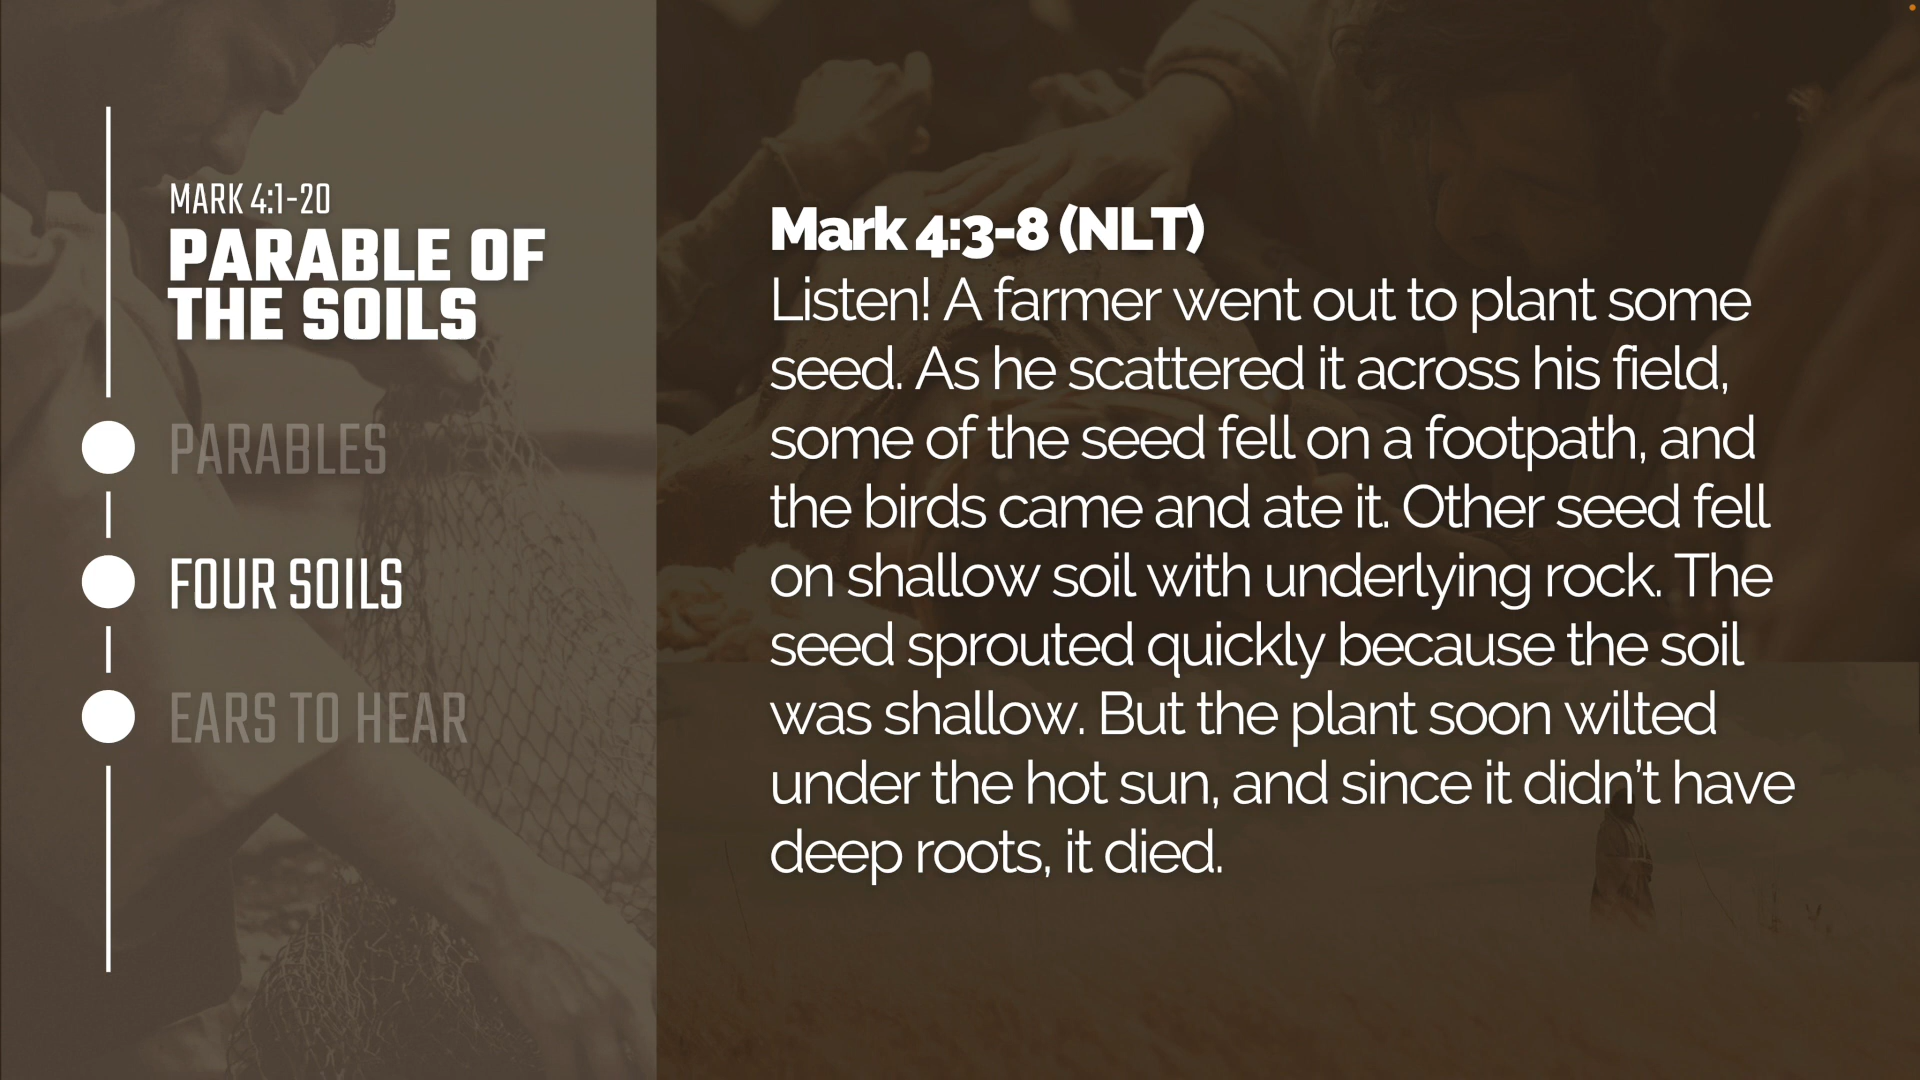 MARK 4:1-20
PARABLE OF
THE SOILS
PARABLES
FOUR SOILS
EARS TO HEAR
Mark 4:3-8 (NLT)
Listen! A farmer went out to plant some
seed. As he scattered it across his field,
some of the seed fell on a footpath, and
the birds came and ate it. Other seed fell
on shallow soil with underlying rock. The
seed sprouted quickly because the soil
was shallow. But the plant soon wilted
under the hot sun, and since it didn’t have
deep roots, it died.